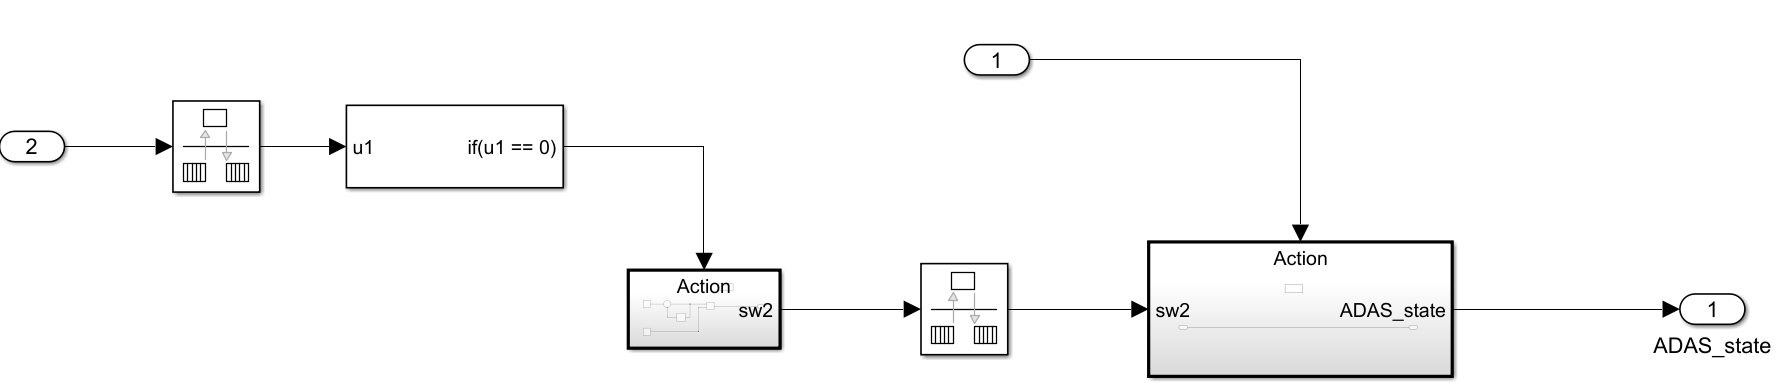 1
2
u1
if(u1 == 0)
Action
sw2
Action
sw2
ADAS_state
1
ADAS_state